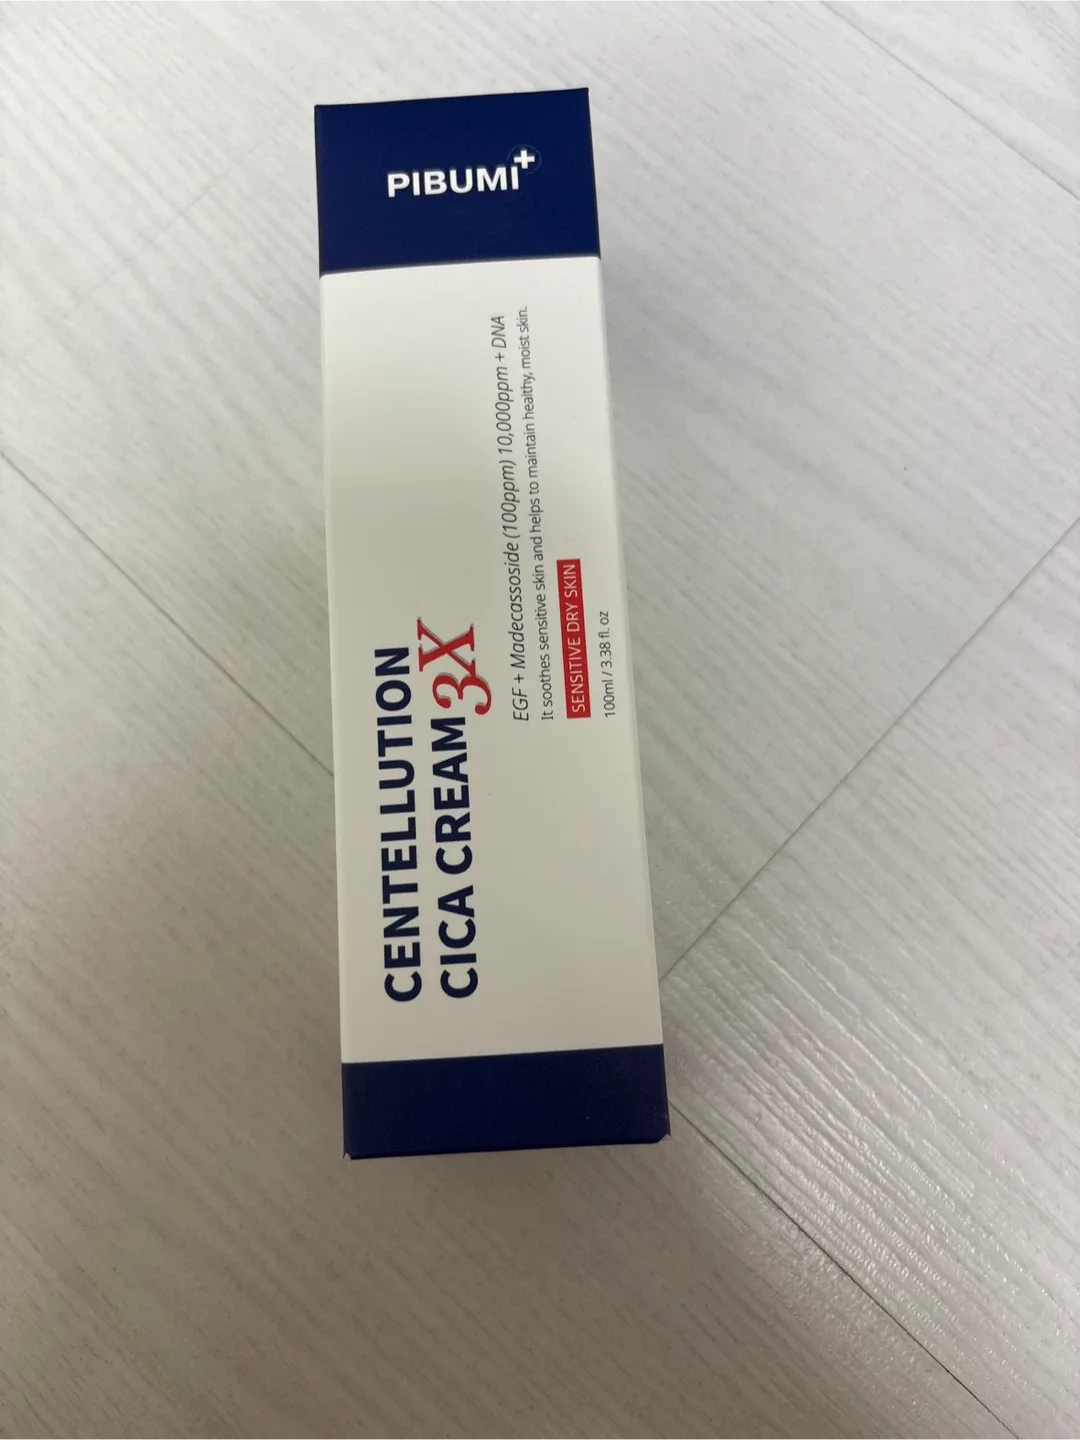 PIBUMI+
CENTELLUTION
CICA CREAM 3X
EGF + Madecassoside (100ppm) 10,000ppm + DNA
It soothes sensitive skin and helps to maintain healthy, moist skin.
SENSITIVE DRY SKIN
100ml / 3.38 fl. oz